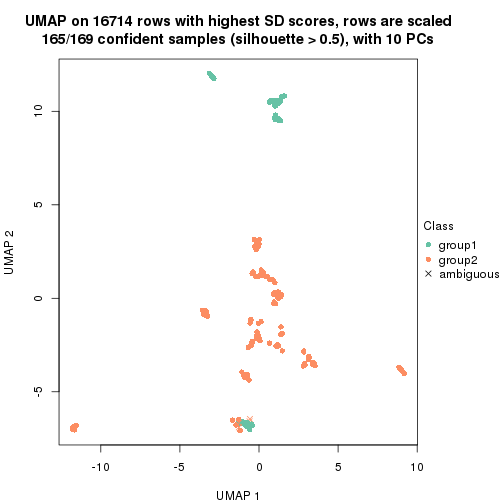 UMAP on 16714 rows with highest SD scores, rows are scaled
165/169 confident samples (silhouette > 0.5), with 10 PCs
10
5
0
-5
UMAP 2
Class
group1
group2
ambiguous
-10 -5 0 5 10
UMAP 1